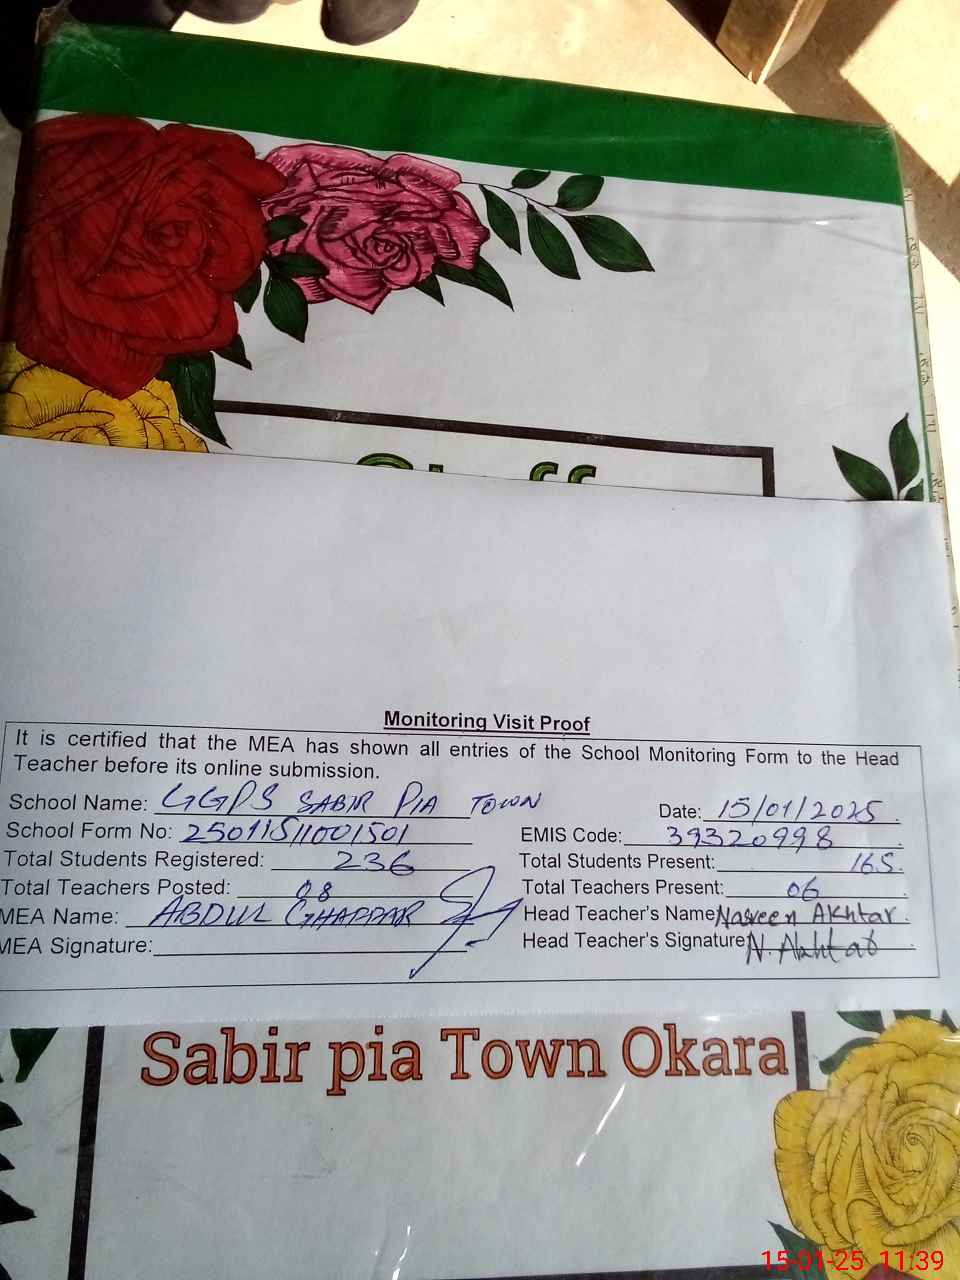 Staff
Monitoring Visit Proof
It is certified that the MEA has shown all entries of the School Monitoring Form to the Head
Teacher before its online submission.
School Name: GGPS SABIR PIA TOWN Date: 15/01/2025
School Form No: 25011511001501 EMIS Code: 39320998
Total Students Registered: 236 Total Students Present: 165
Total Teachers Posted: 08 Total Teachers Present: 06
MEA Name: ABDUL GHAFFAR Head Teacher's Name Nasreen Akhtar
MEA Signature: Head Teacher's Signature N. Akhtar
Sabir pia Town Okara
15-01-25 11:39